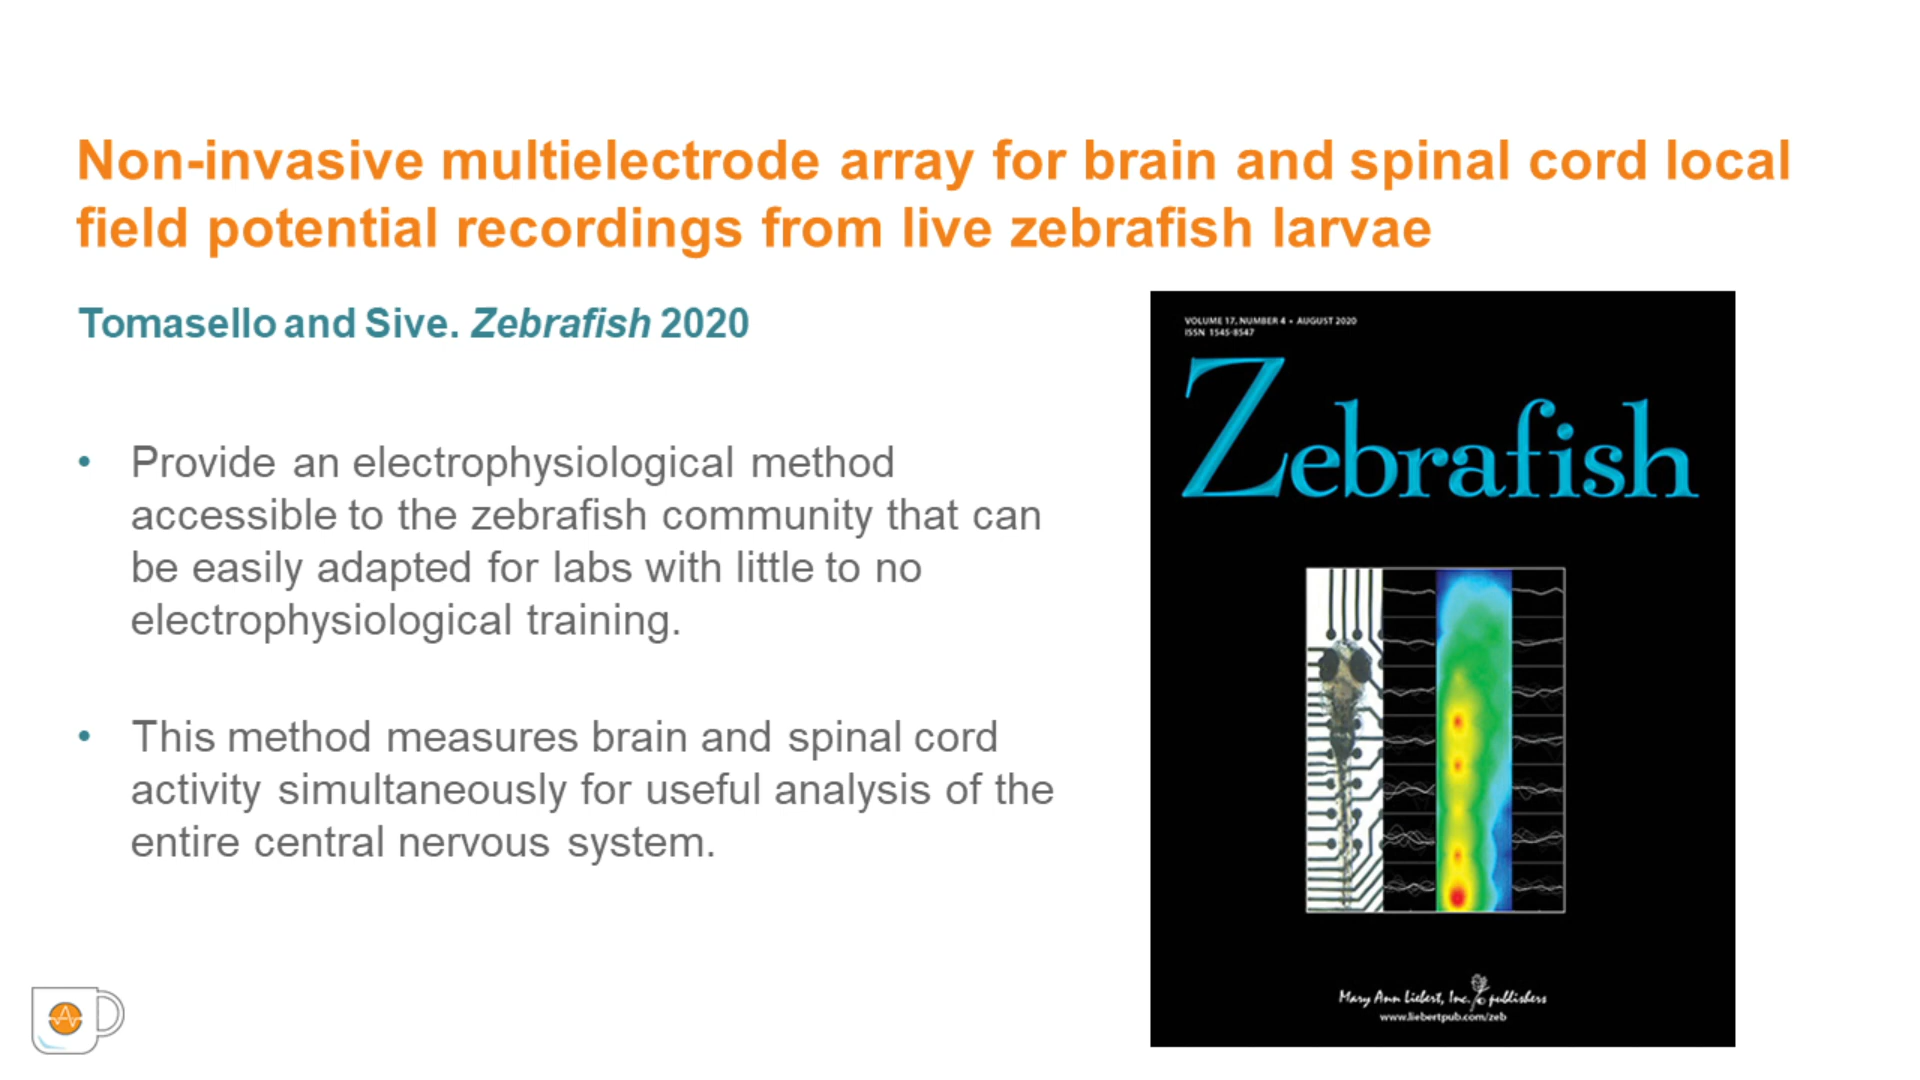 Non-invasive multielectrode array for brain and spinal cord local
field potential recordings from live zebrafish larvae
Tomasello and Sive. Zebrafish 2020
• Provide an electrophysiological method
accessible to the zebrafish community that can
be easily adapted for labs with little to no
electrophysiological training.
• This method measures brain and spinal cord
activity simultaneously for useful analysis of the
entire central nervous system.
VOLUME 17, NUMBER 4 • AUGUST 2020
ISSN 1545-8547
Zebrafish
Mary Ann Liebert, Inc. publishers
www.liebertpub.com/zeb